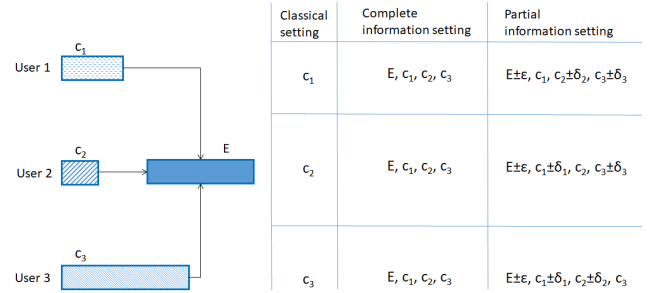 Classical setting
Complete information setting
Partial information setting
User 1
c₁
c₁
E, c₁, c₂, c₃
E±ε, c₁, c₂±δ₂, c₃±δ₃
User 2
c₂
E
c₂
E, c₁, c₂, c₃
E±ε, c₁±δ₁, c₂, c₃±δ₃
User 3
c₃
c₃
E, c₁, c₂, c₃
E±ε, c₁±δ₁, c₂±δ₂, c₃